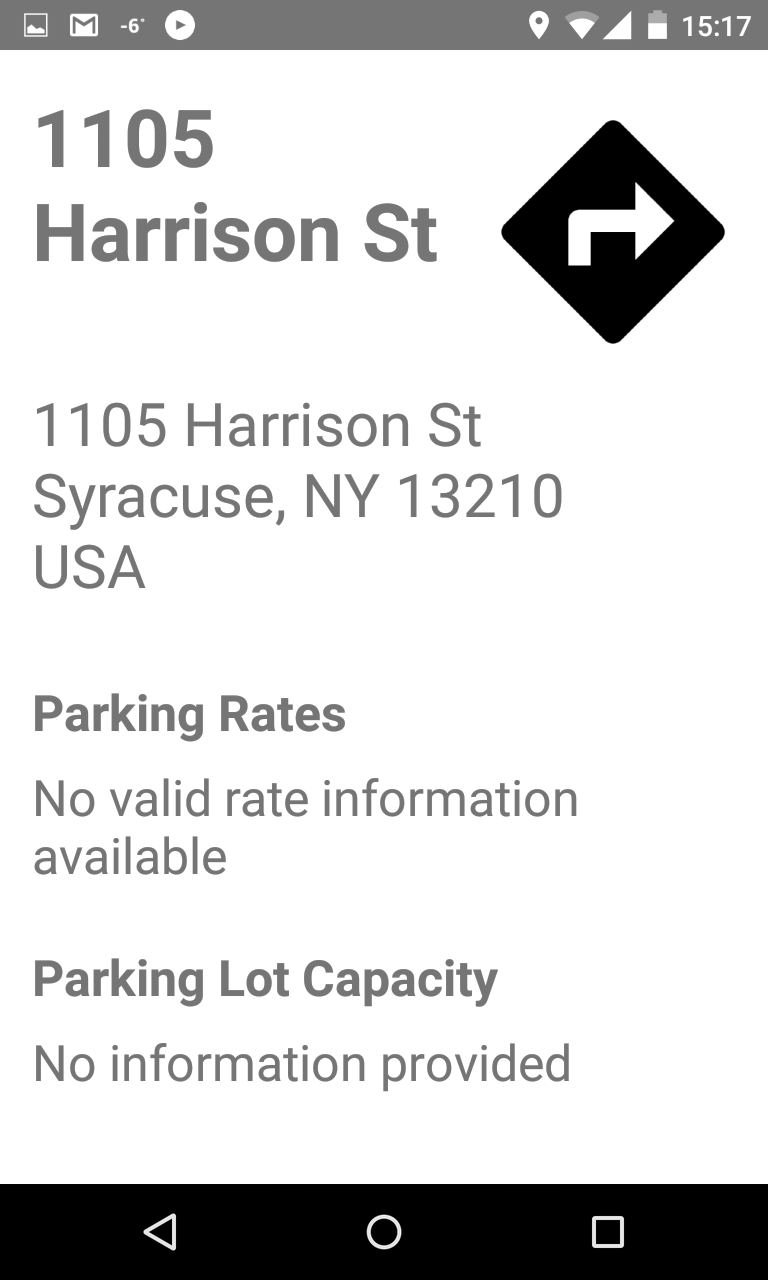 -6° 15:17
1105
Harrison St
1105 Harrison St
Syracuse, NY 13210
USA
Parking Rates
No valid rate information
available
Parking Lot Capacity
No information provided